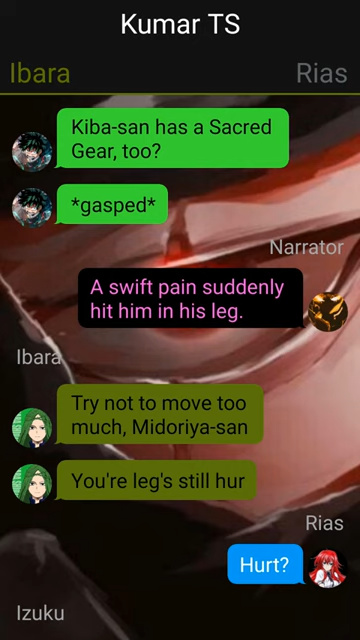 Kumar TS
Ibara
Rias
Kiba-san has a Sacred
Gear, too?
*gasped*
Narrator
A swift pain suddenly
hit him in his leg.
Ibara
Try not to move too
much, Midoriya-san
You're leg's still hur
Rias
Hurt?
Izuku